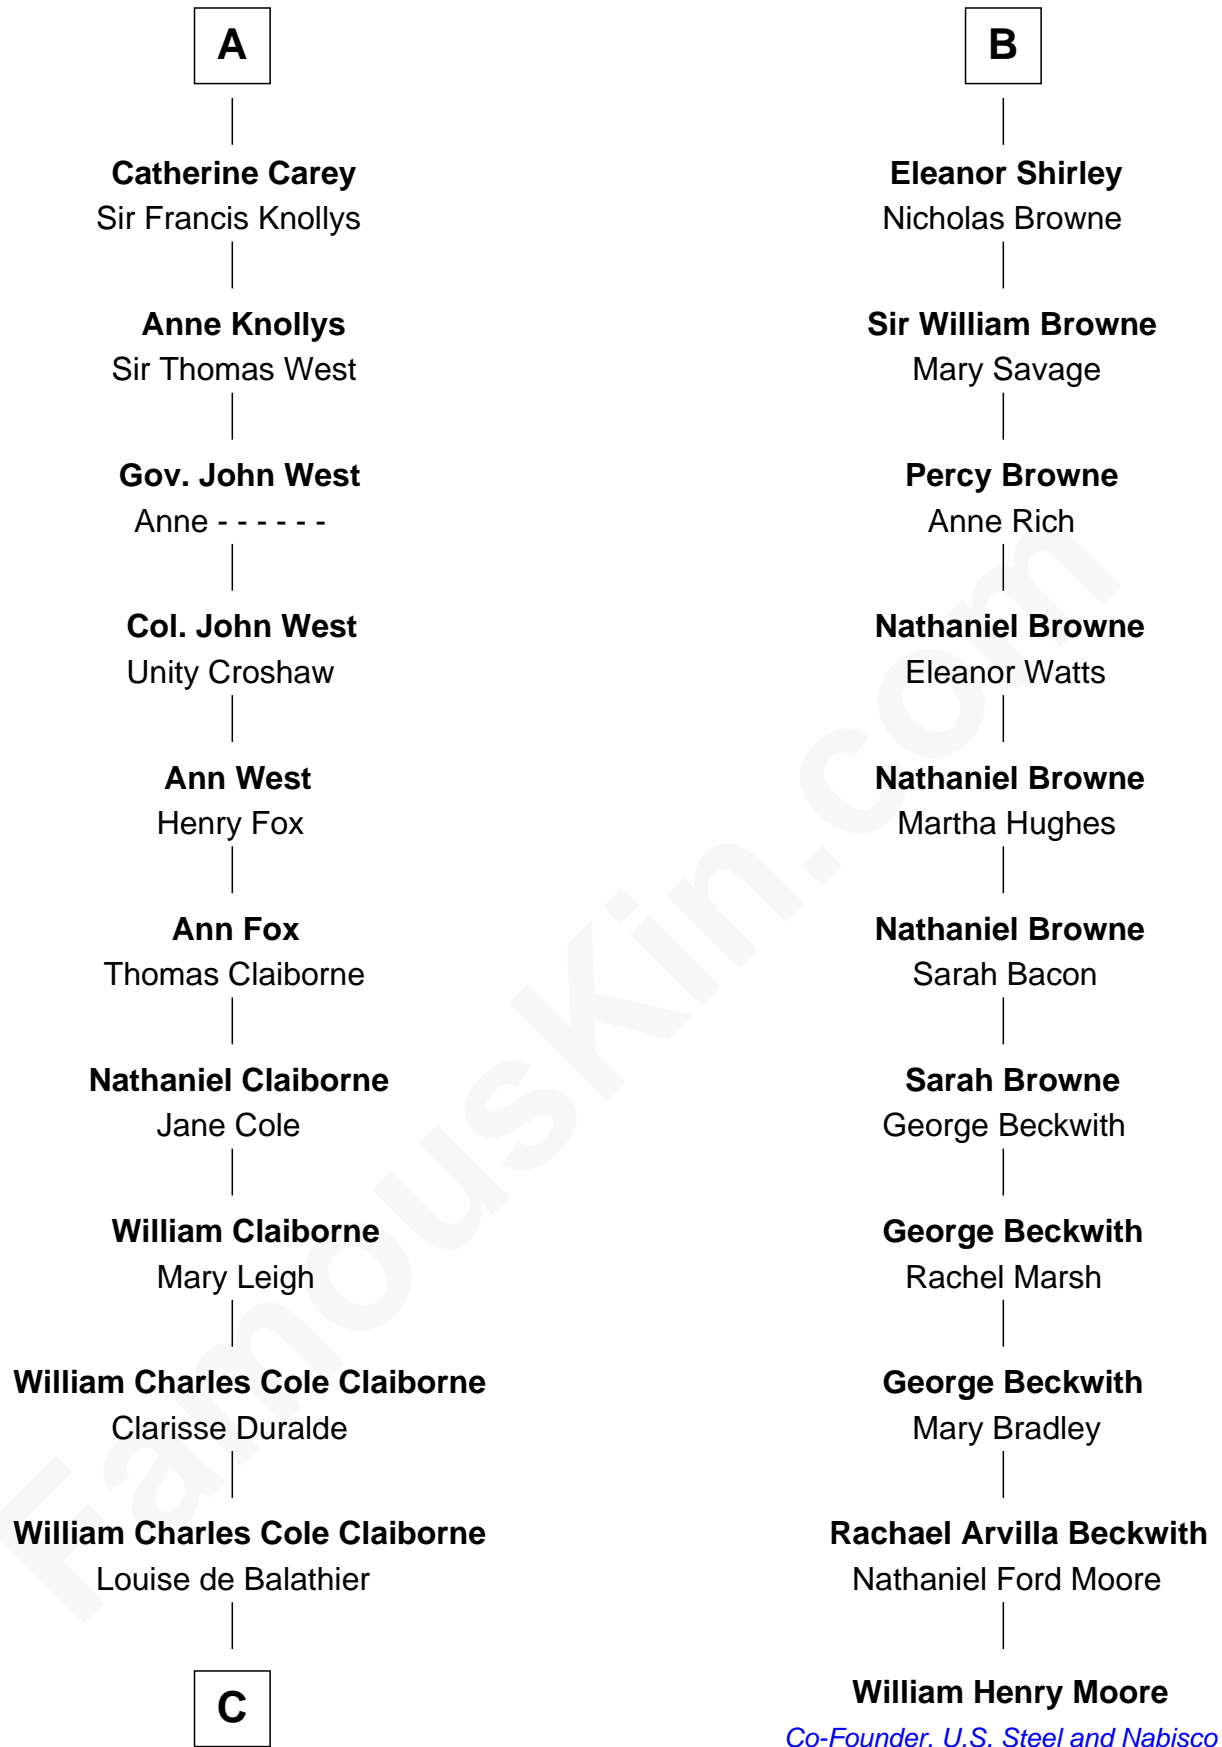 A
Catherine Carey
Sir Francis Knollys
Anne Knollys
Sir Thomas West
Gov. John West
Anne - - - - - -
Col. John West
Unity Croshaw
Ann West
Henry Fox
Ann Fox
Thomas Claiborne
Nathaniel Claiborne
Jane Cole
William Claiborne
Mary Leigh
William Charles Cole Claiborne
Clarisse Duralde
William Charles Cole Claiborne
Louise de Balathier
C
B
Eleanor Shirley
Nicholas Browne
Sir William Browne
Mary Savage
Percy Browne
Anne Rich
Nathaniel Browne
Eleanor Watts
Nathaniel Browne
Martha Hughes
Nathaniel Browne
Sarah Bacon
Sarah Browne
George Beckwith
George Beckwith
Rachel Marsh
George Beckwith
Mary Bradley
Rachael Arvilla Beckwith
Nathaniel Ford Moore
William Henry Moore
Co-Founder, U.S. Steel and Nabisco
FamousKin.com